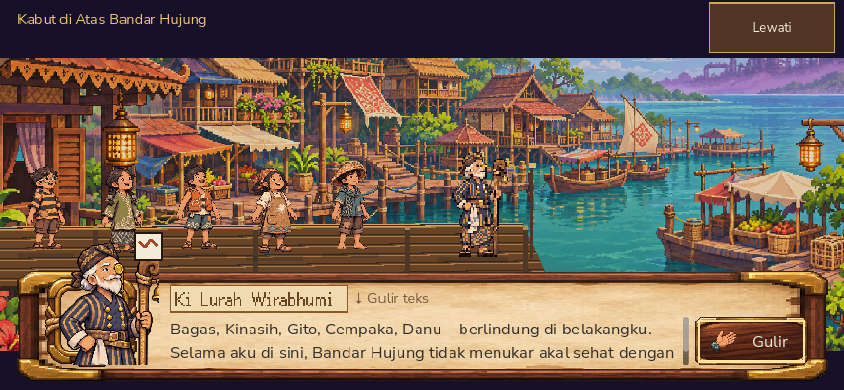 Kabut di Atas Bandar Hujung
Lewati
Ki Lurah Wirabhumi
↓ Gulir teks
Bagas, Kinasih, Gito, Cempaka, Danu — berlindung di belakangku.
Selama aku di sini, Bandar Hujung tidak menukar akal sehat dengan
Gulir